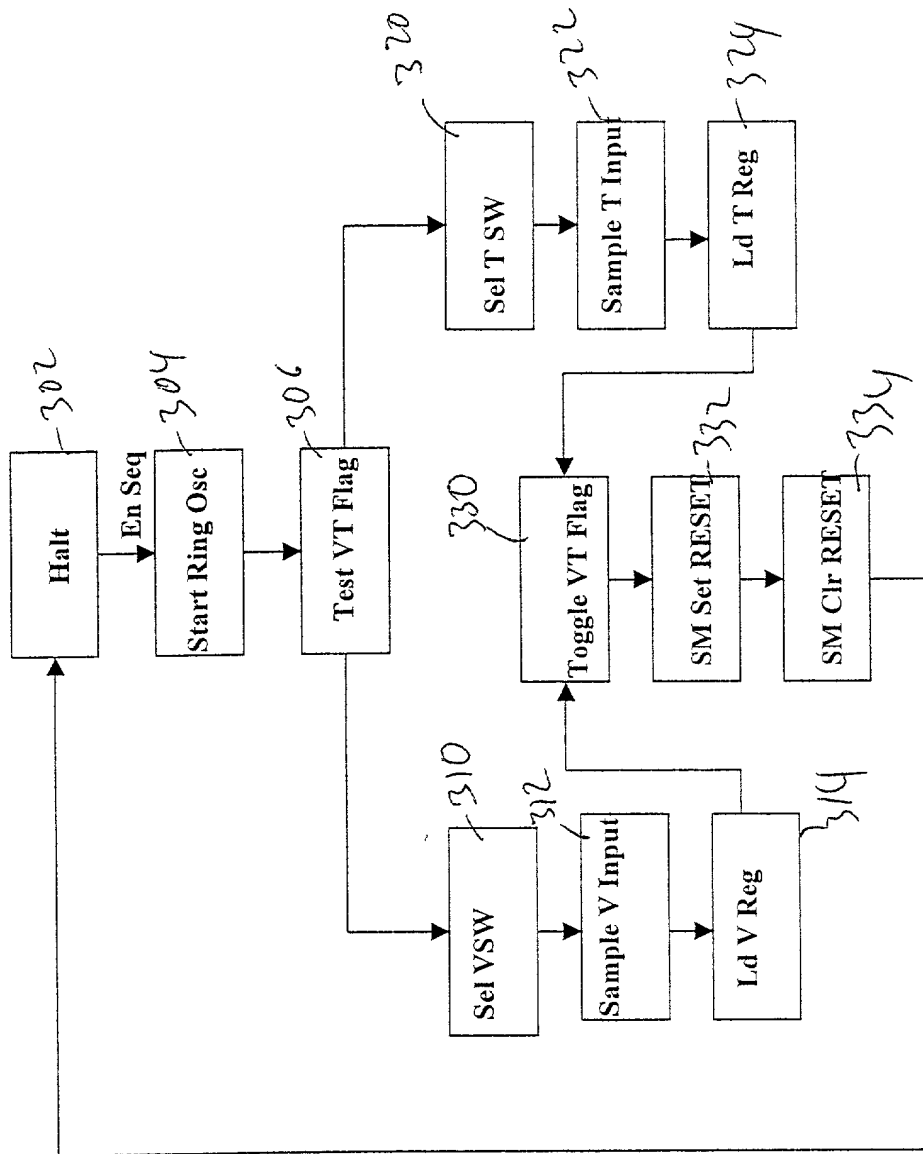 Halt
302
En Seq
Start Ring Osc
304
Test VT Flag
306
Sel VSW
310
Sample V Input
312
Ld V Reg
314
Sel T SW
320
Sample T Input
322
Ld T Reg
324
Toggle VT Flag
330
SM Set RESET
332
SM Clr RESET
334